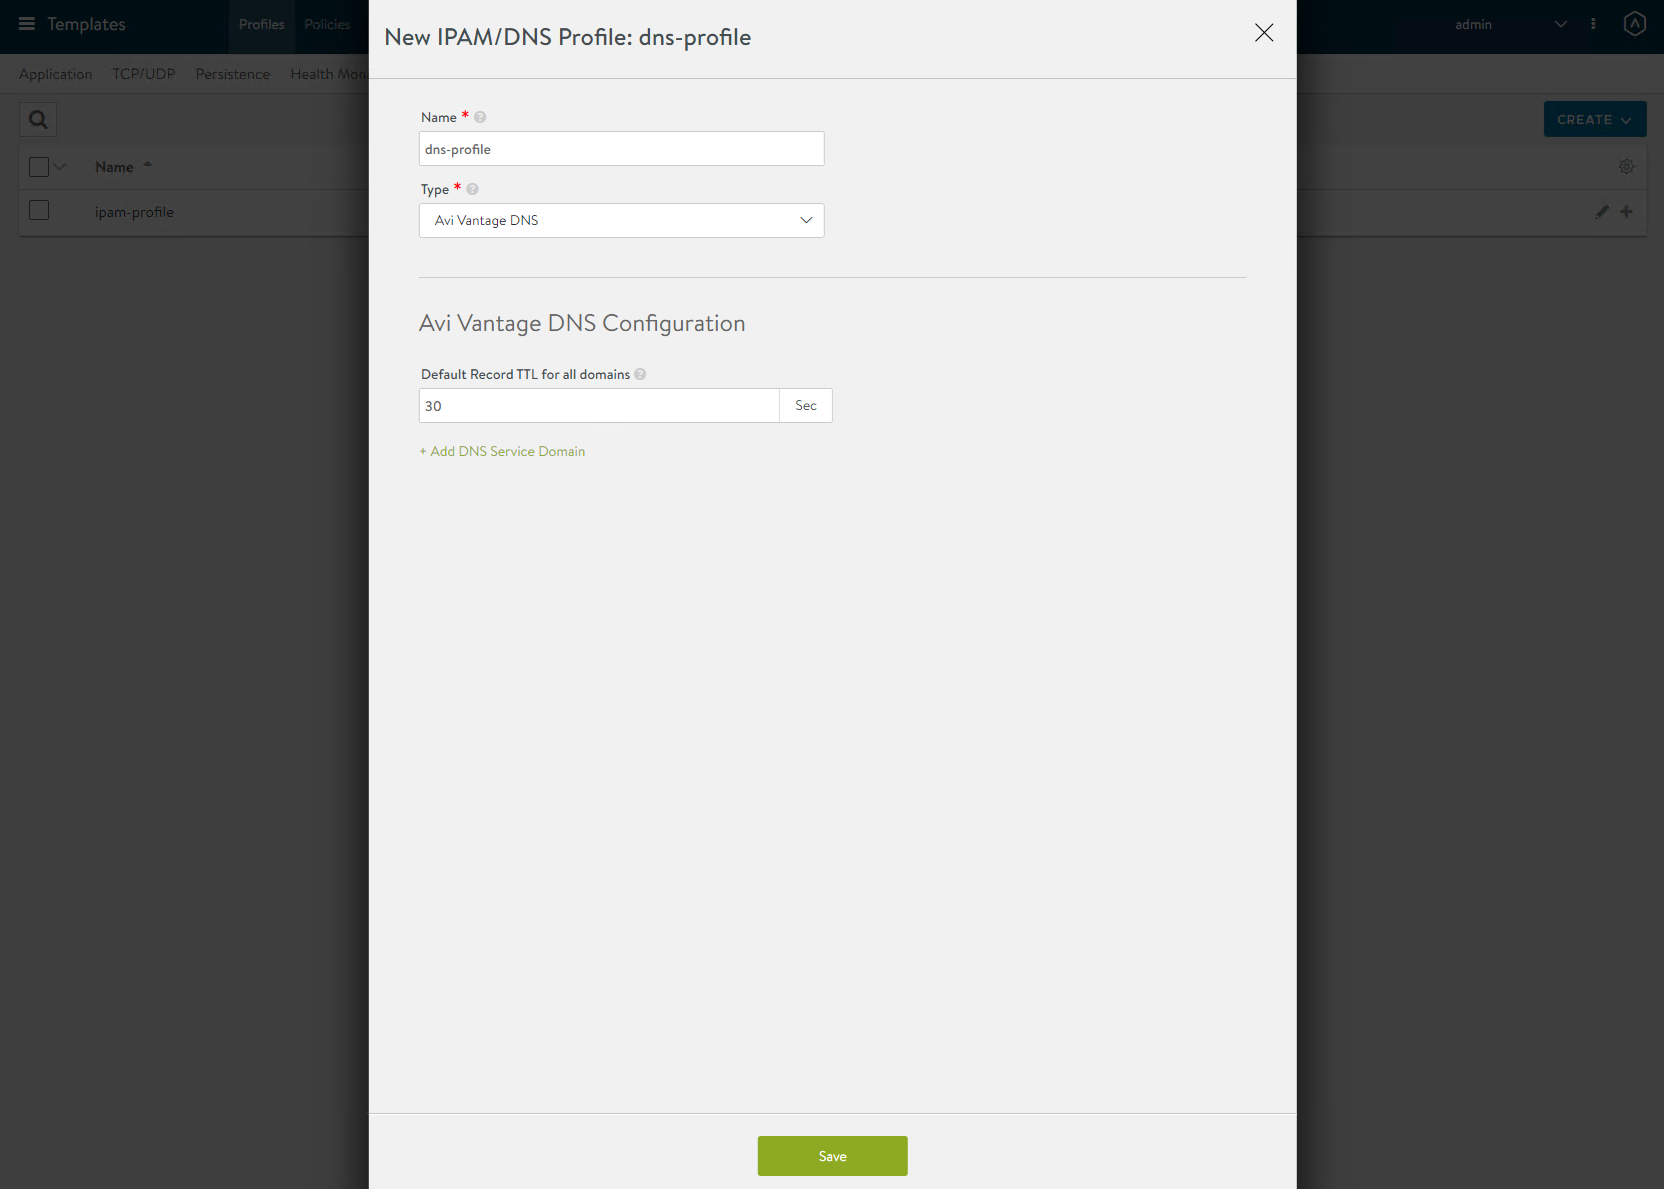 Templates
Profiles
Policies
admin
Application
TCP/UDP
Persistence
Health Mon
CREATE
Name
ipam-profile
New IPAM/DNS Profile: dns-profile
Name *
dns-profile
Type *
Avi Vantage DNS
Avi Vantage DNS Configuration
Default Record TTL for all domains
30
Sec
+ Add DNS Service Domain
Save